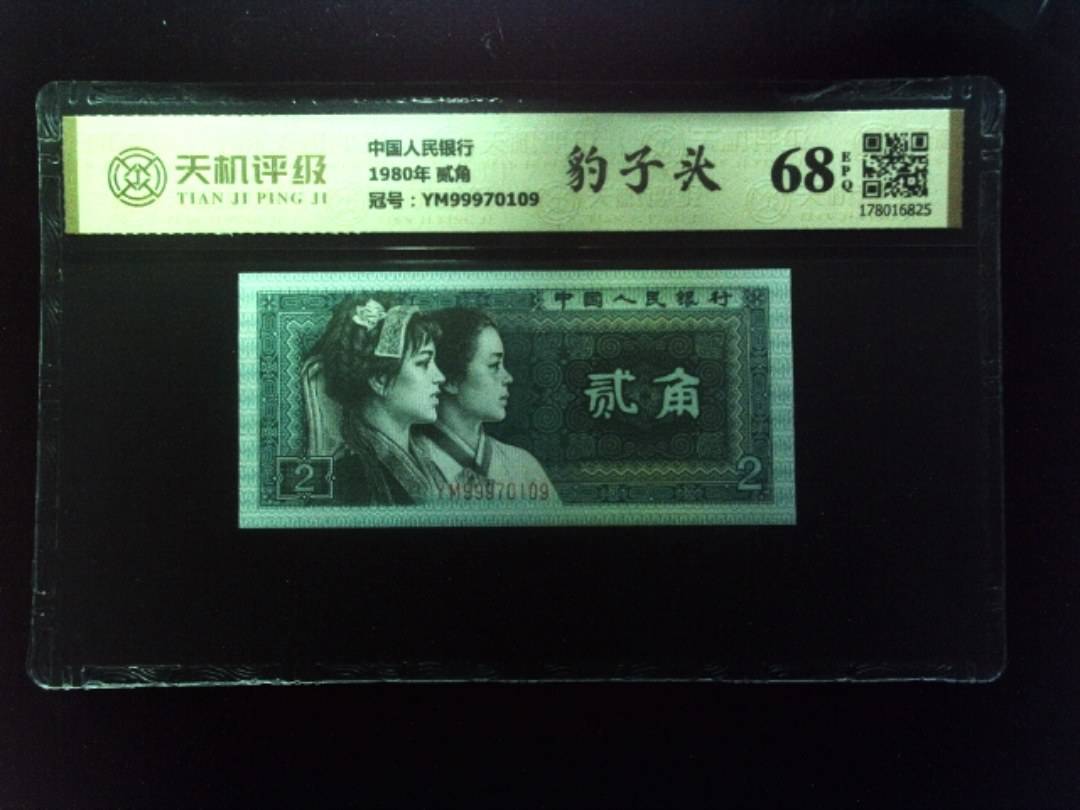 天机评级
TIAN JI PING JI
中国人民银行
1980年 贰角
冠号：YM99970109
豹子头
68
EPQ
178016825
中国人民银行
贰角
2
2
YM99970109